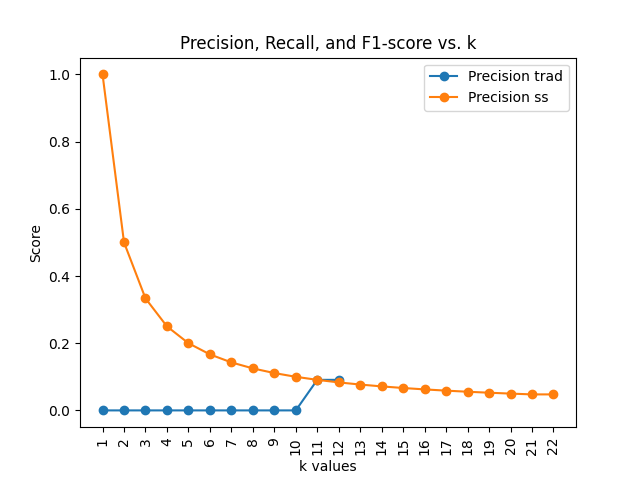 Precision, Recall, and F1-score vs. k
Precision trad
Precision ss
1.0
0.8
0.6
0.4
0.2
0.0
Score
1 2 3 4 5 6 7 8 9 10 11 12 13 14 15 16 17 18 19 20 21 22
k values